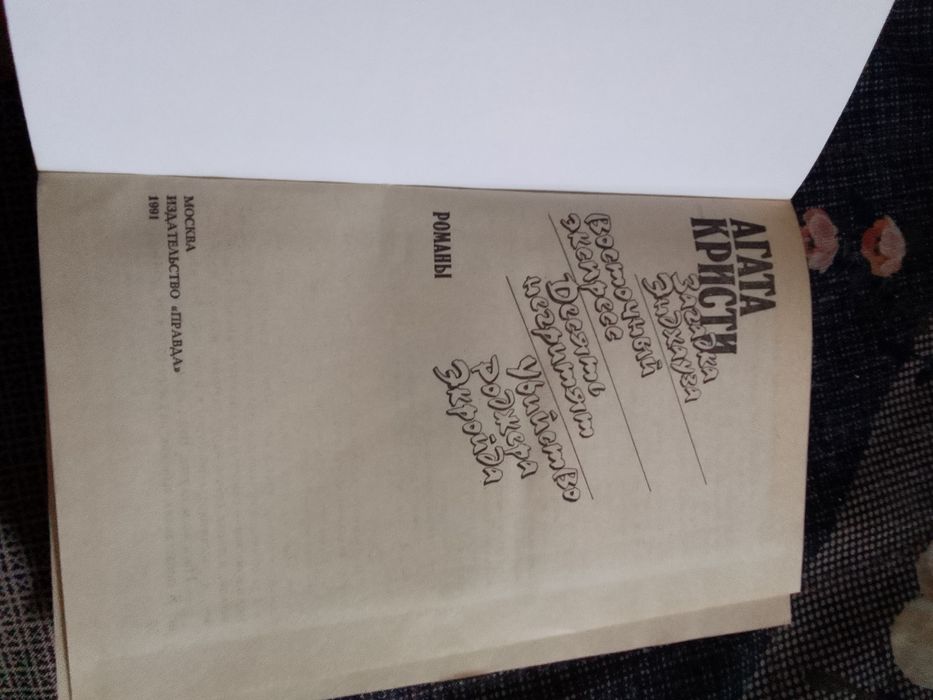 АГАТА
КРИСТИ
Загадка
Эндхауза
Восточный
экспресс
Десять
негритят
Убийство
Роджера
Экройда
РОМАНЫ
МОСКВА
ИЗДАТЕЛЬСТВО «ПРАВДА»
1991